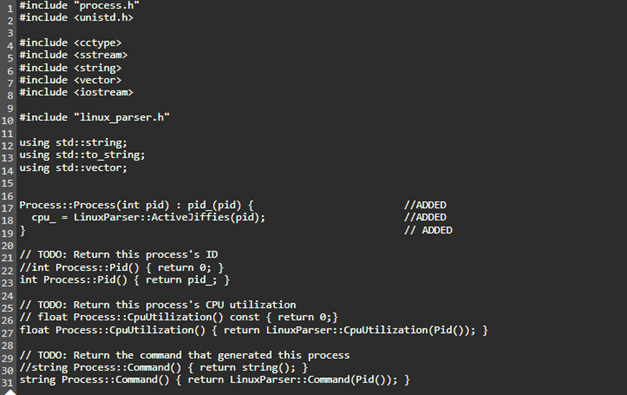 1 #include "process.h"
2 #include <unistd.h>
3
4 #include <cctype>
5 #include <sstream>
6 #include <string>
7 #include <vector>
8 #include <iostream>
9
10 #include "linux_parser.h"
11
12 using std::string;
13 using std::to_string;
14 using std::vector;
15
16
17 Process::Process(int pid) : pid_(pid) { //ADDED
18 cpu_ = LinuxParser::ActiveJiffies(pid); //ADDED
19 } // ADDED
20
21 // TODO: Return this process's ID
22 //int Process::Pid() { return 0; }
23 int Process::Pid() { return pid_; }
24
25 // TODO: Return this process's CPU utilization
26 // float Process::CpuUtilization() const { return 0;}
27 float Process::CpuUtilization() { return LinuxParser::CpuUtilization(Pid()); }
28
29 // TODO: Return the command that generated this process
30 //string Process::Command() { return string(); }
31 string Process::Command() { return LinuxParser::Command(Pid()); }